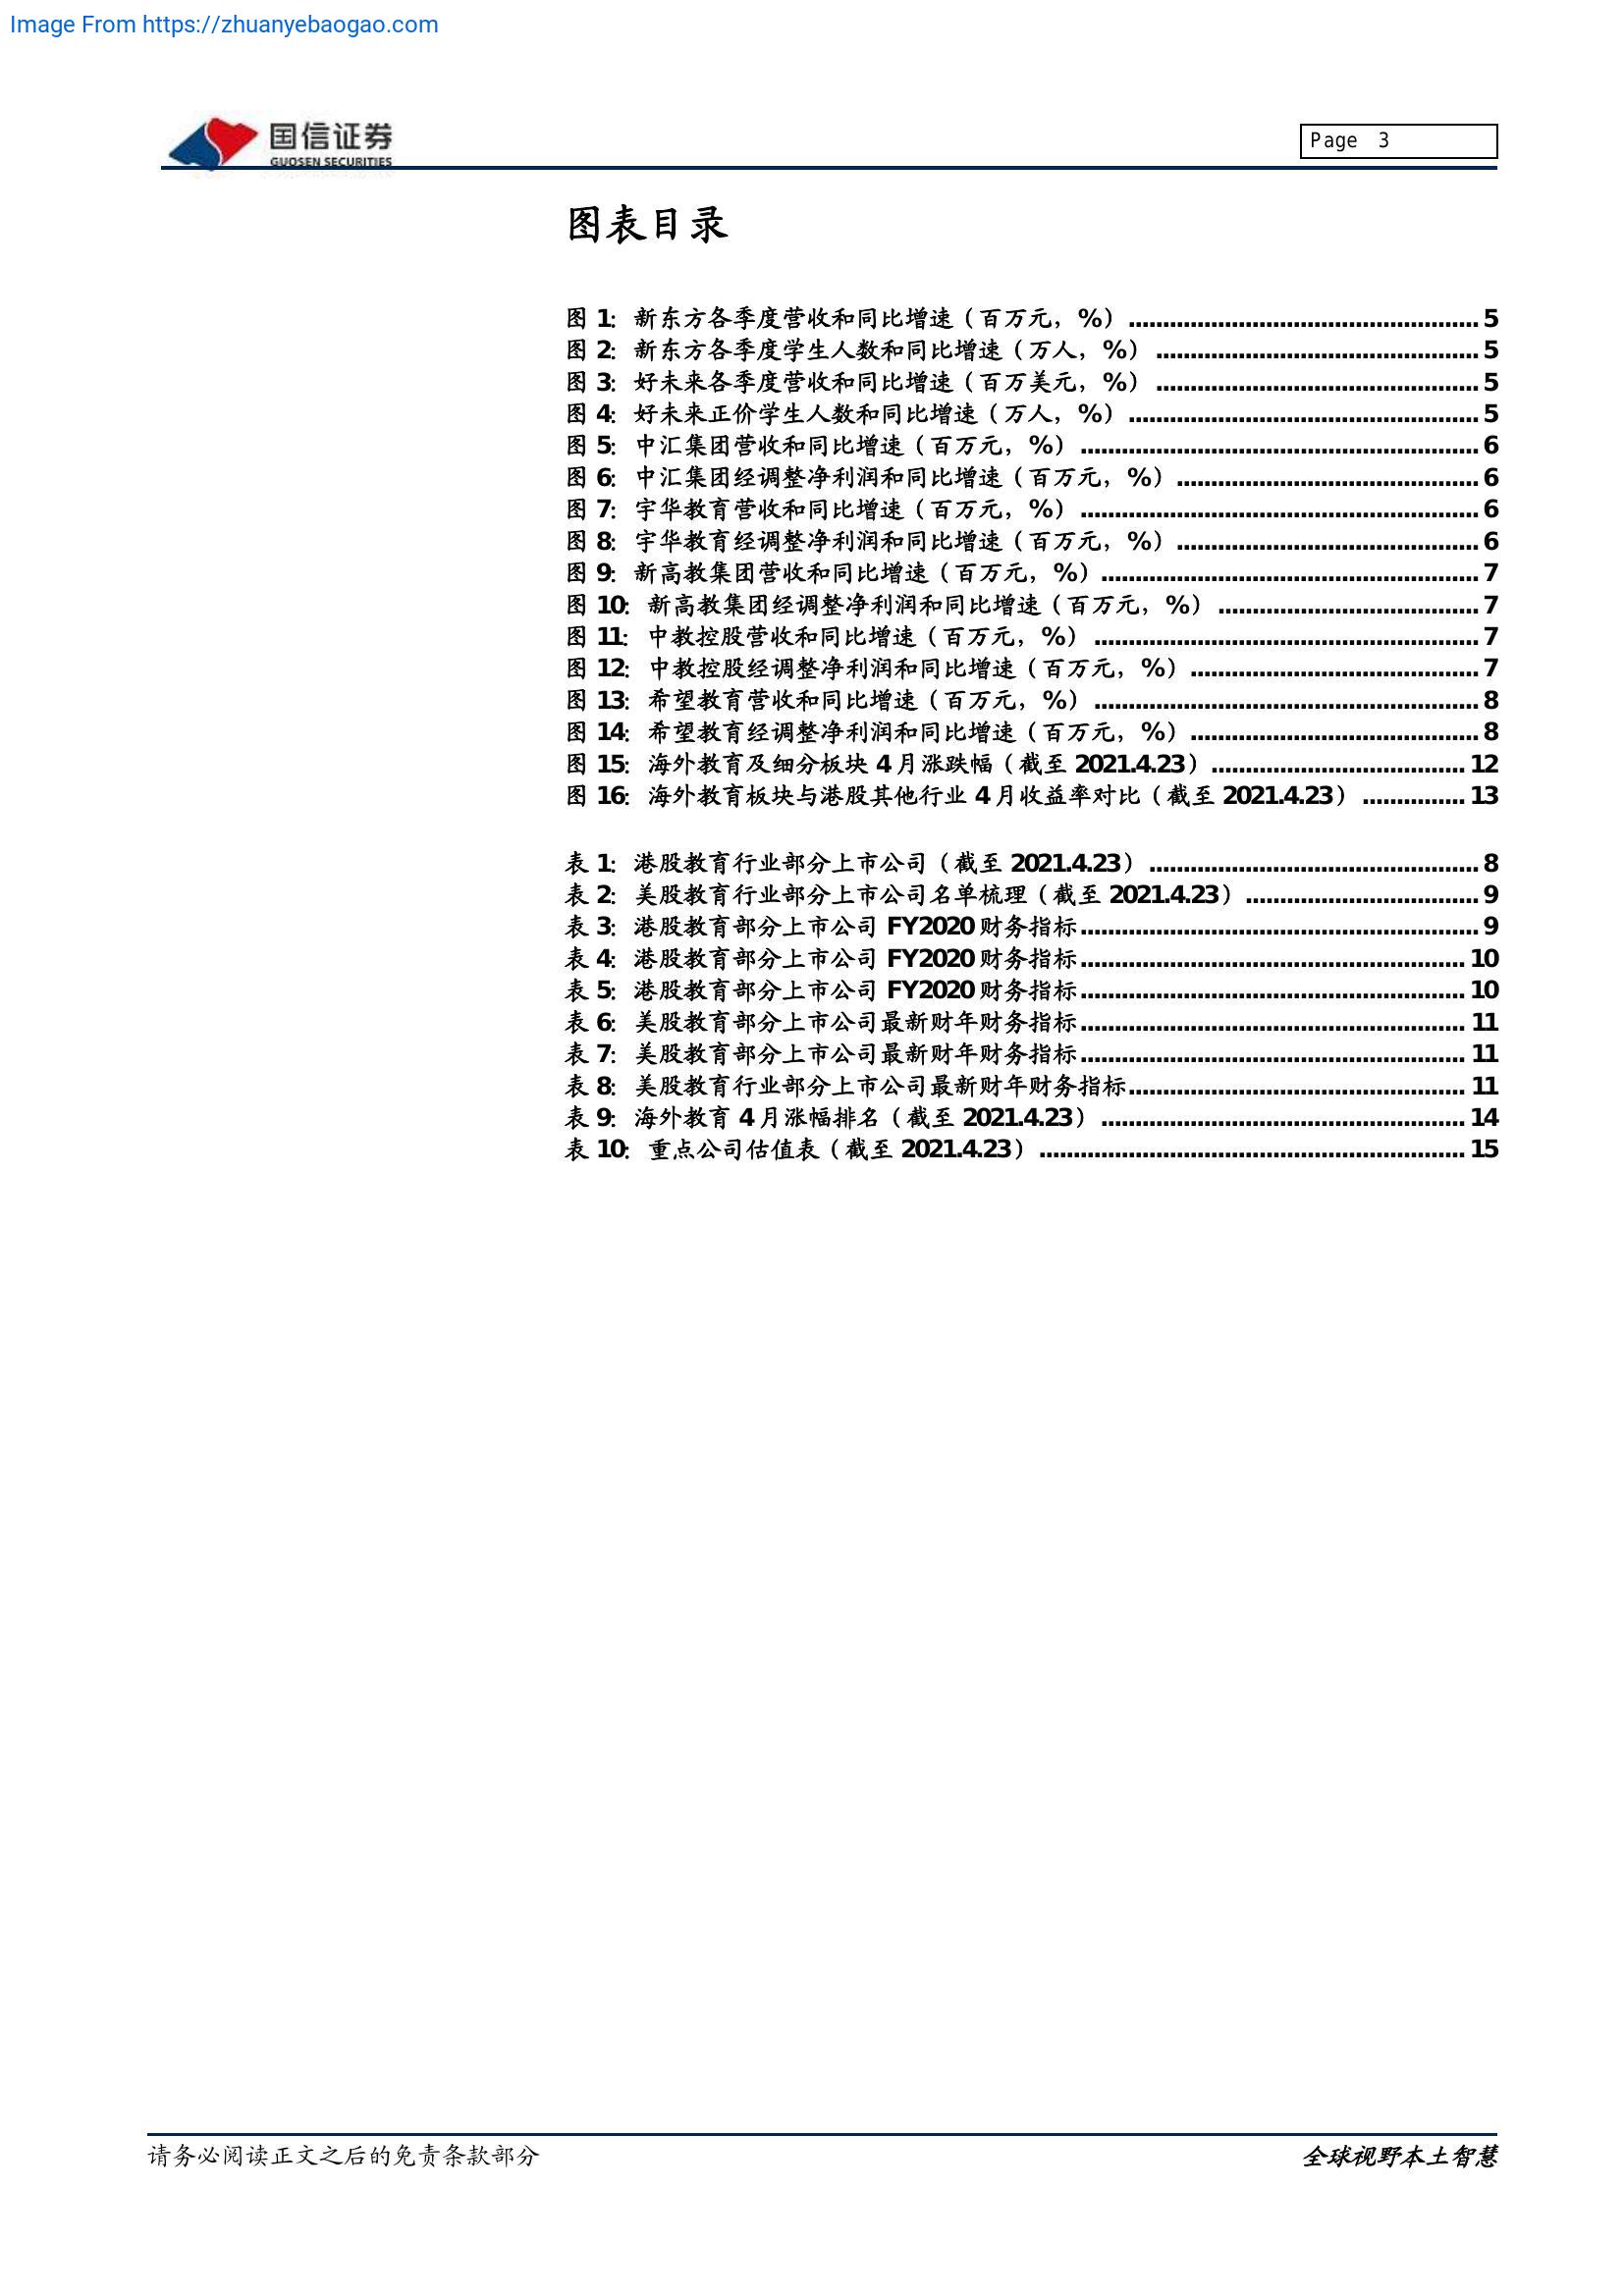 Image From https://zhuanyebaogao.com
国信证券
GUOSEN SECURITIES
Page 3
图表目录
图 1: 新东方各季度营收和同比增速（百万元，%）..................................................5
图 2: 新东方各季度学生人数和同比增速（万人，%）..............................................5
图 3: 好未来各季度营收和同比增速（百万美元，%）..............................................5
图 4: 好未来正价学生人数和同比增速（万人，%）..................................................5
图 5: 中汇集团营收和同比增速（百万元，%）.........................................................6
图 6: 中汇集团经调整净利润和同比增速（百万元，%）...........................................6
图 7: 宇华教育营收和同比增速（百万元，%）.........................................................6
图 8: 宇华教育经调整净利润和同比增速（百万元，%）...........................................6
图 9: 新高教集团营收和同比增速（百万元，%）......................................................7
图 10: 新高教集团经调整净利润和同比增速（百万元，%）.....................................7
图 11: 中教控股营收和同比增速（百万元，%）.......................................................7
图 12: 中教控股经调整净利润和同比增速（百万元，%）.........................................7
图 13: 希望教育营收和同比增速（百万元，%）.......................................................8
图 14: 希望教育经调整净利润和同比增速（百万元，%）.........................................8
图 15: 海外教育及细分板块 4 月涨跌幅（截至 2021.4.23）....................................12
图 16: 海外教育板块与港股其他行业 4 月收益率对比（截至 2021.4.23）...............13
表 1: 港股教育行业部分上市公司（截至 2021.4.23）...............................................8
表 2: 美股教育行业部分上市公司名单梳理（截至 2021.4.23）.................................9
表 3: 港股教育部分上市公司 FY2020 财务指标.........................................................9
表 4: 港股教育部分上市公司 FY2020 财务指标.......................................................10
表 5: 港股教育部分上市公司 FY2020 财务指标.......................................................10
表 6: 美股教育部分上市公司最新财年财务指标.......................................................11
表 7: 美股教育部分上市公司最新财年财务指标.......................................................11
表 8: 美股教育行业部分上市公司最新财年财务指标................................................11
表 9: 海外教育 4 月涨幅排名（截至 2021.4.23）....................................................14
表 10: 重点公司估值表（截至 2021.4.23）.............................................................15
请务必阅读正文之后的免责条款部分
全球视野本土智慧